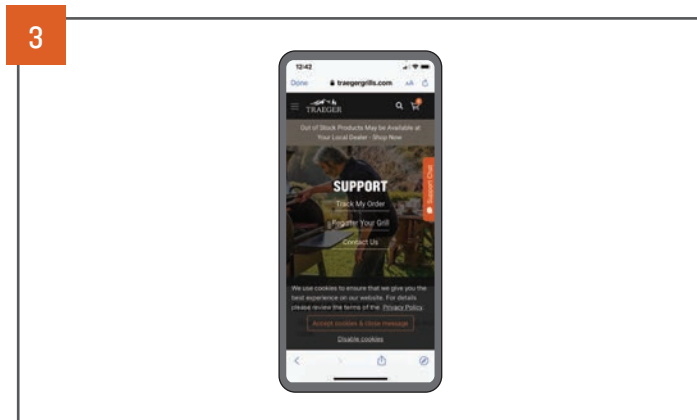 3
12:42
Done
traegergrills.com
AA
TRAEGER
Out of Stock Products May be Available at
Your Local Dealer - Shop Now
SUPPORT
Track My Order
Register Your Grill
Contact Us
Support Chat
We use cookies to ensure that we give you the
best experience on our website. For details
please review the terms of the Privacy Policy
Accept cookies & close message
Disable cookies